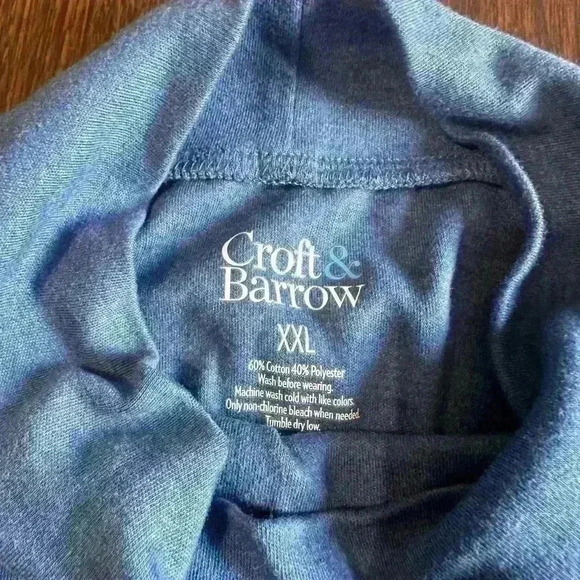 Croft &
Barrow
XXL
60% Cotton 40% Polyester
Wash before wearing.
Machine wash cold with like colors.
Only non-chlorine bleach when needed.
Tumble dry low.